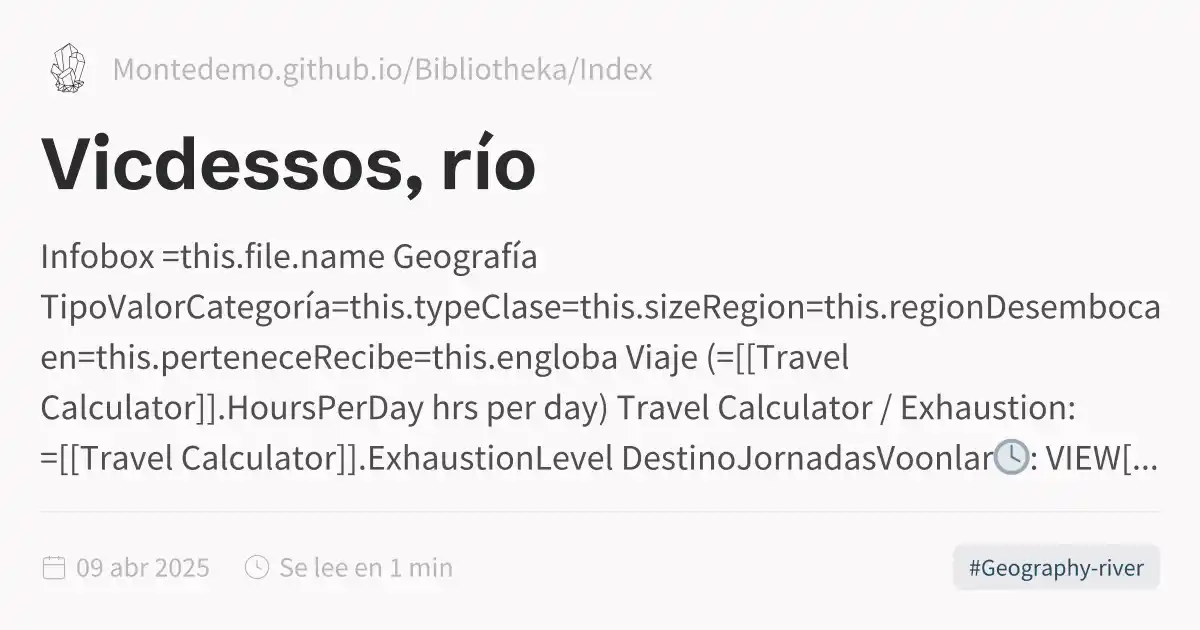 Montedemo.github.io/Bibliotheka/Index
Vicdessos, río
Infobox =this.file.name Geografía
TipoValorCategoría=this.typeClase=this.sizeRegion=this.regionDesemboca
en=this.perteneceRecibe=this.engloba Viaje (=[[Travel
Calculator]].HoursPerDay hrs per day) Travel Calculator / Exhaustion:
=[[Travel Calculator]].ExhaustionLevel DestinoJornadasVoonlar🕓: VIEW[...
09 abr 2025 Se lee en 1 min #Geography-river